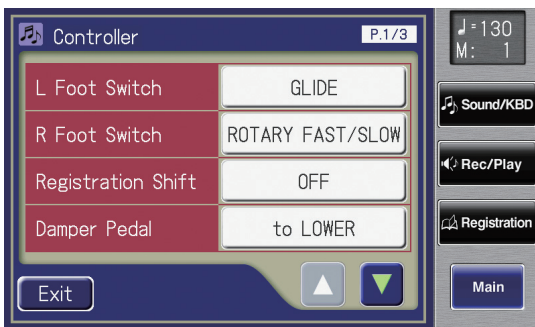 Controller
P.1/3
L Foot Switch
GLIDE
R Foot Switch
ROTARY FAST/SLOW
Registration Shift
OFF
Damper Pedal
to LOWER
Exit
♩=130
M: 1
Sound/KBD
Rec/Play
Registration
Main